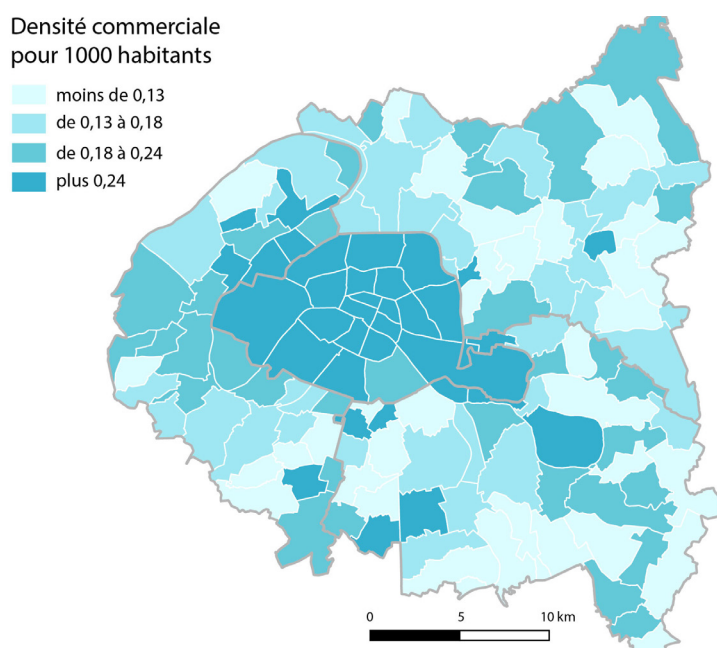 Densité commerciale
pour 1000 habitants
moins de 0,13
de 0,13 à 0,18
de 0,18 à 0,24
plus 0,24
0 5 10 km